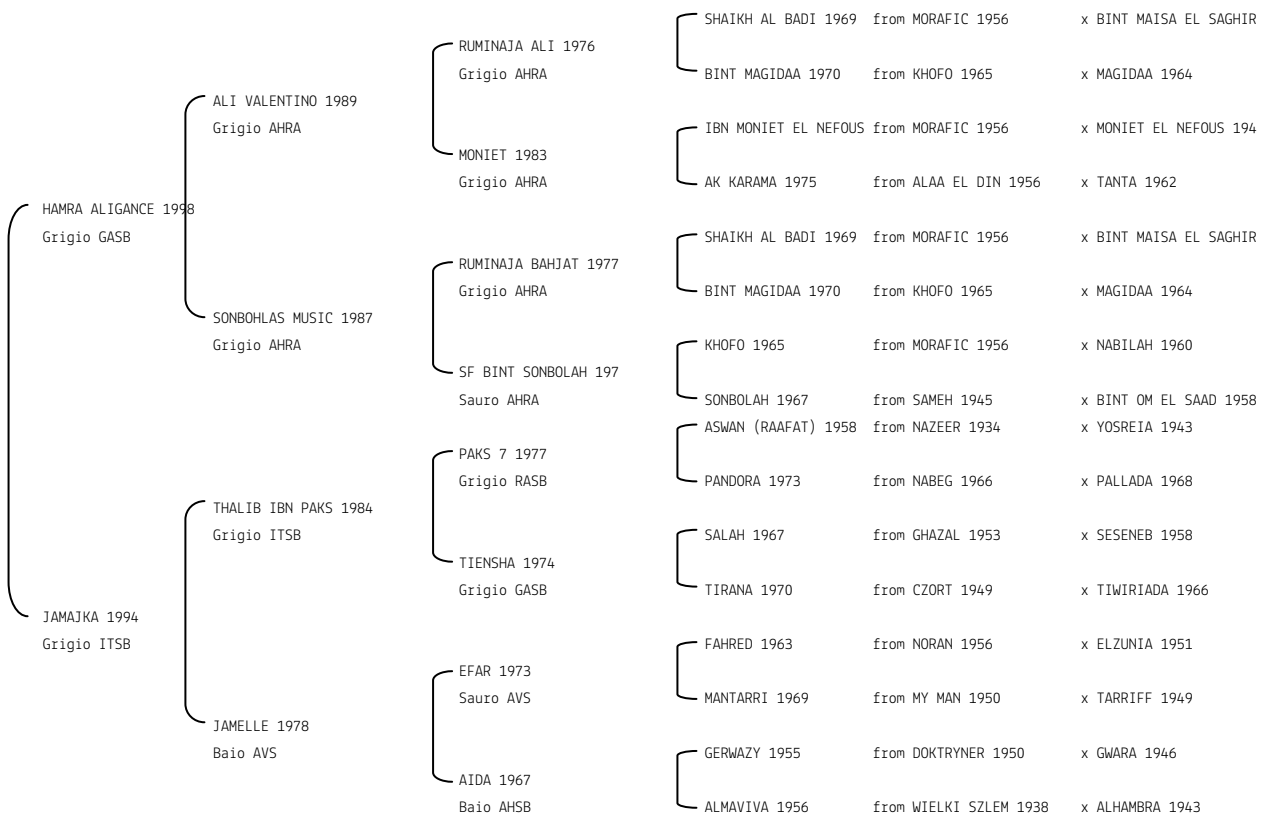 SHAIKH AL BADI 1969 from MORAFIC 1956 x BINT MAISA EL SAGHIR
RUMINAJA ALI 1976
Grigio AHRA
BINT MAGIDAA 1970 from KHOFO 1965 x MAGIDAA 1964
ALI VALENTINO 1989
Grigio AHRA
IBN MONIET EL NEFOUS from MORAFIC 1956 x MONIET EL NEFOUS 194
MONIET 1983
Grigio AHRA
AK KARAMA 1975 from ALAA EL DIN 1956 x TANTA 1962
HAMRA ALIGANCE 1998
Grigio GASB
SHAIKH AL BADI 1969 from MORAFIC 1956 x BINT MAISA EL SAGHIR
RUMINAJA BAHJAT 1977
Grigio AHRA
BINT MAGIDAA 1970 from KHOFO 1965 x MAGIDAA 1964
SONBOHLAS MUSIC 1987
Grigio AHRA
KHOFO 1965 from MORAFIC 1956 x NABILAH 1960
SF BINT SONBOLAH 197
Sauro AHRA
SONBOLAH 1967 from SAMEH 1945 x BINT OM EL SAAD 1958
ASWAN (RAAFAT) 1958 from NAZEER 1934 x YOSREIA 1943
PAKS 7 1977
Grigio RASB
PANDORA 1973 from NABEG 1966 x PALLADA 1968
THALIB IBN PAKS 1984
Grigio ITSB
SALAH 1967 from GHAZAL 1953 x SESENEB 1958
TIENSHA 1974
Grigio GASB
TIRANA 1970 from CZORT 1949 x TIWIRIADA 1966
JAMAJKA 1994
Grigio ITSB
FAHRED 1963 from NORAN 1956 x ELZUNIA 1951
EFAR 1973
Sauro AVS
MANTARRI 1969 from MY MAN 1950 x TARRIFF 1949
JAMELLE 1978
Baio AVS
GERWAZY 1955 from DOKTRYNER 1950 x GWARA 1946
AIDA 1967
Baio AHSB
ALMAVIVA 1956 from WIELKI SZLEM 1938 x ALHAMBRA 1943